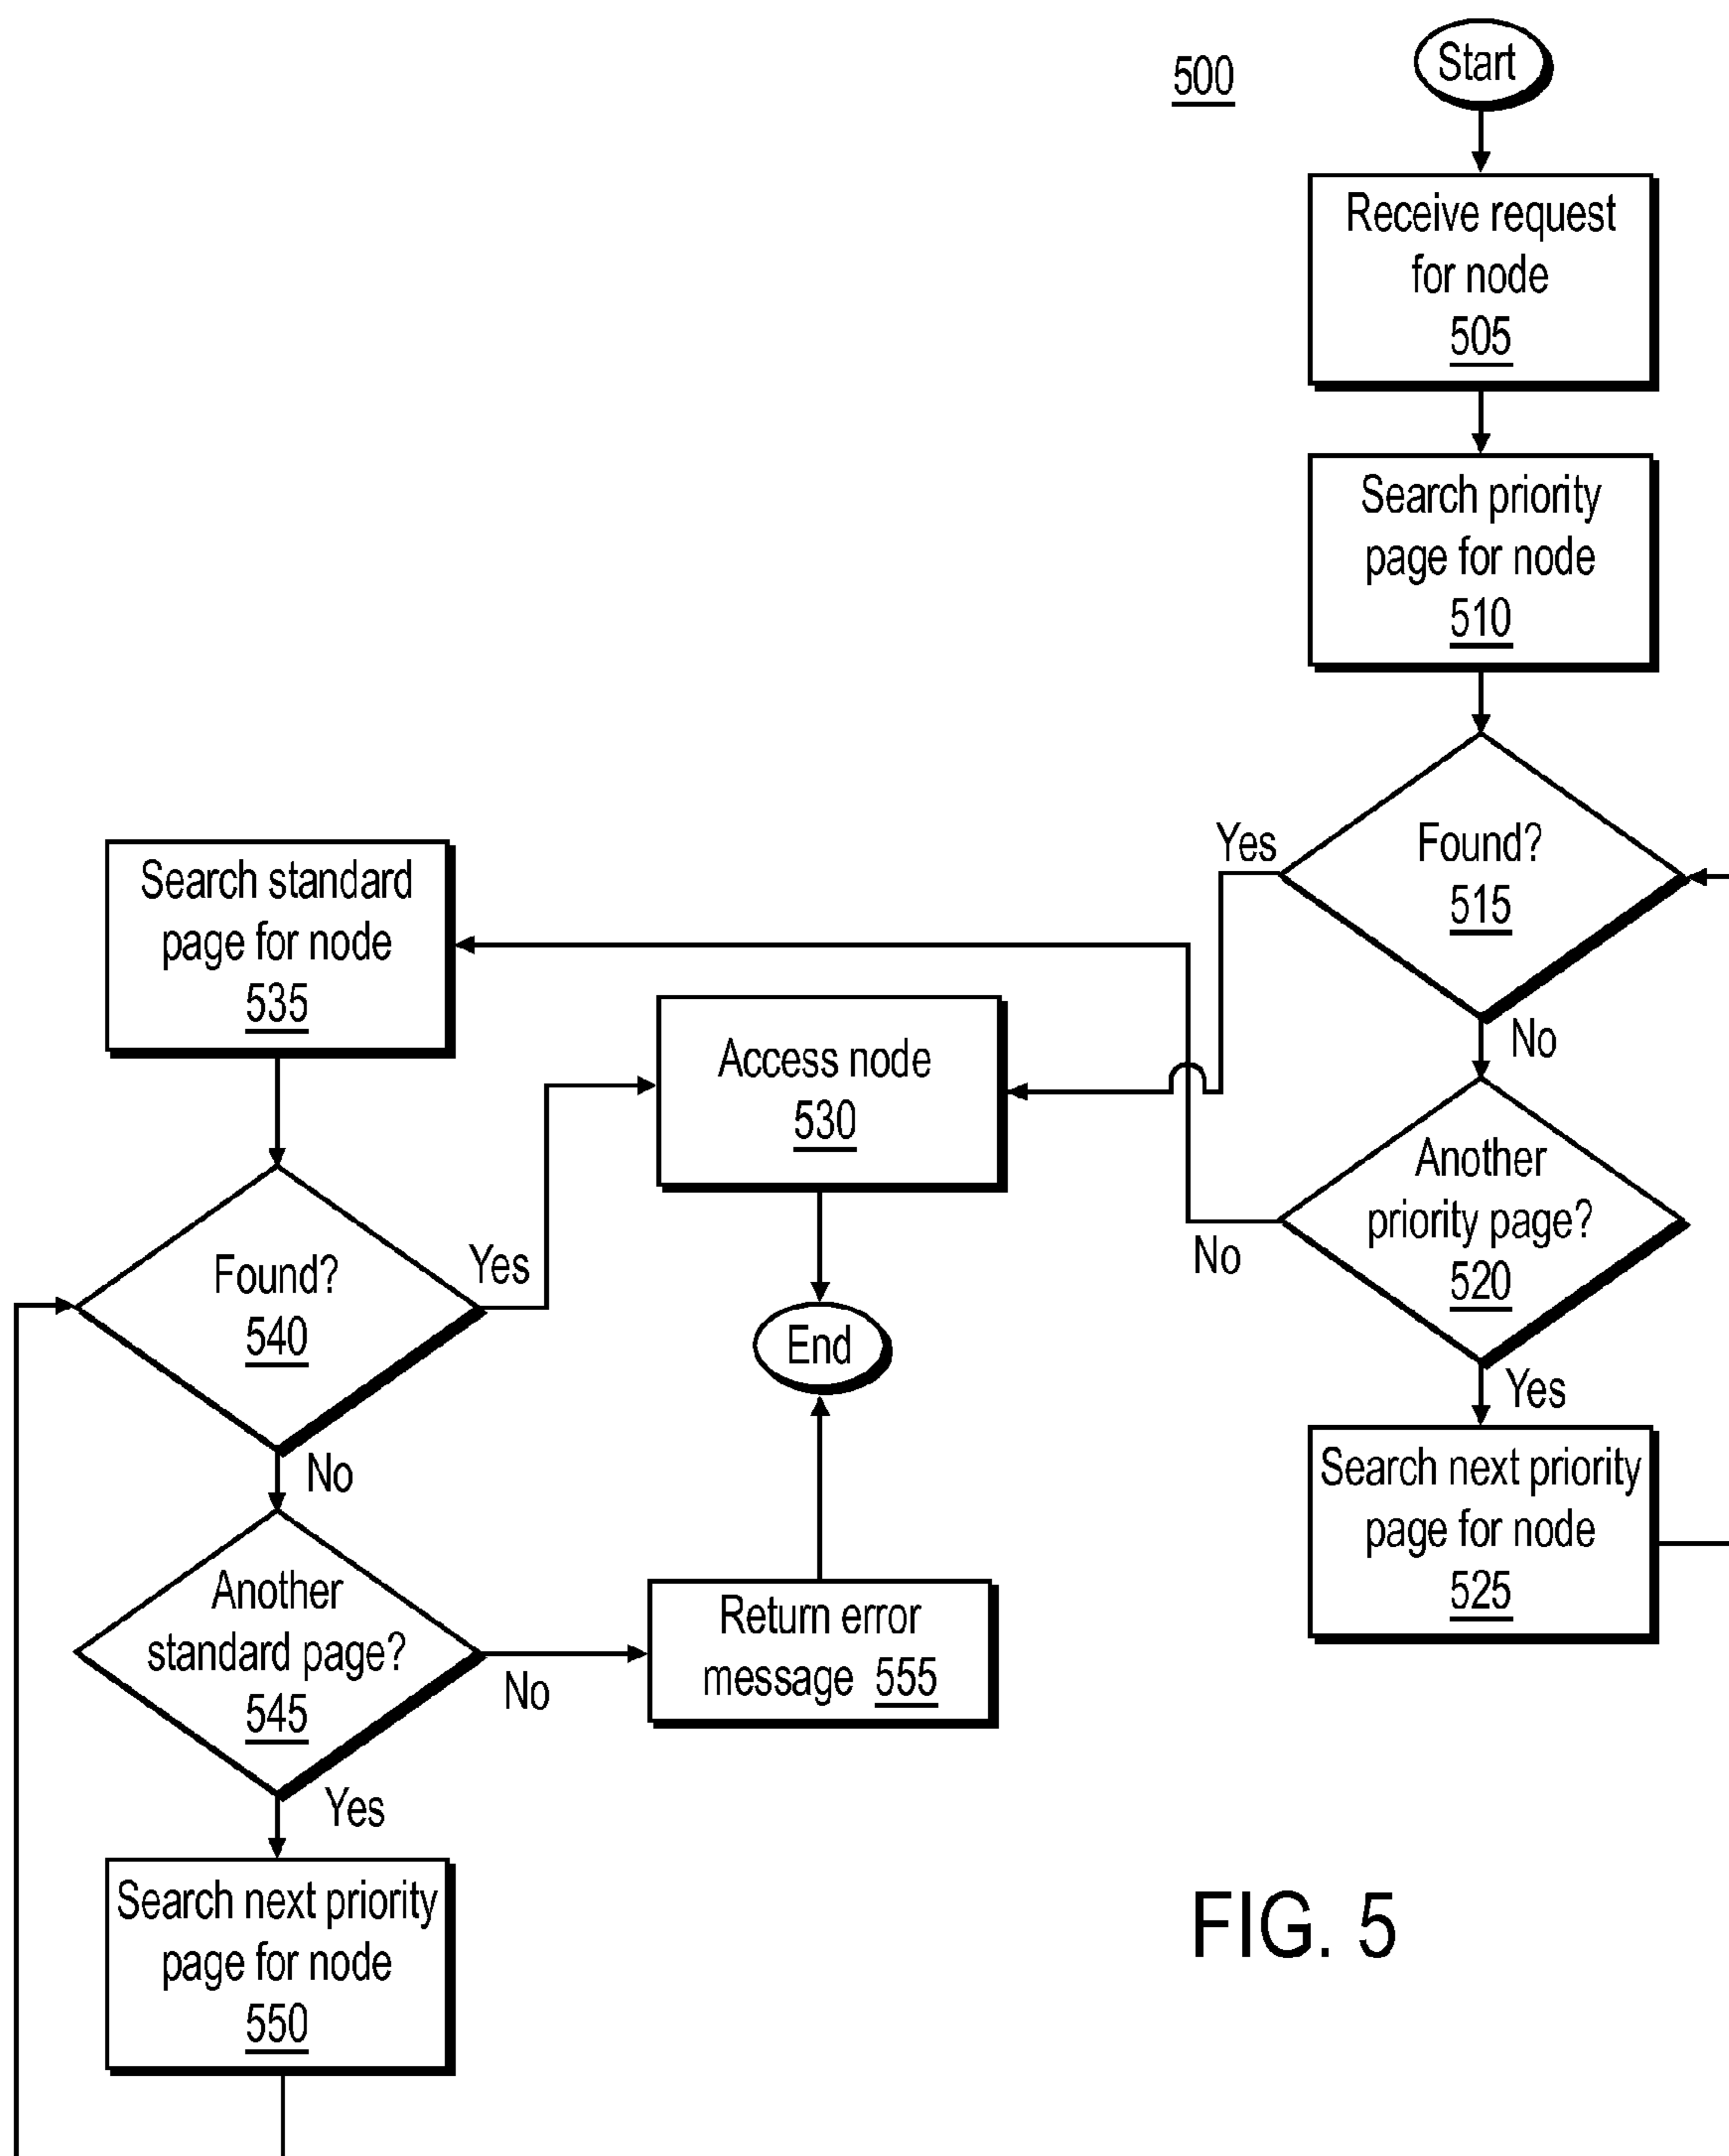 500
Start
Receive request
for node
505
Search priority
page for node
510
Found?
515
Yes
No
Another
priority page?
520
No
Yes
Search next priority
page for node
525
Search standard
page for node
535
Found?
540
Yes
No
Access node
530
End
Another
standard page?
545
No
Yes
Return error
message 555
Search next priority
page for node
550
FIG. 5